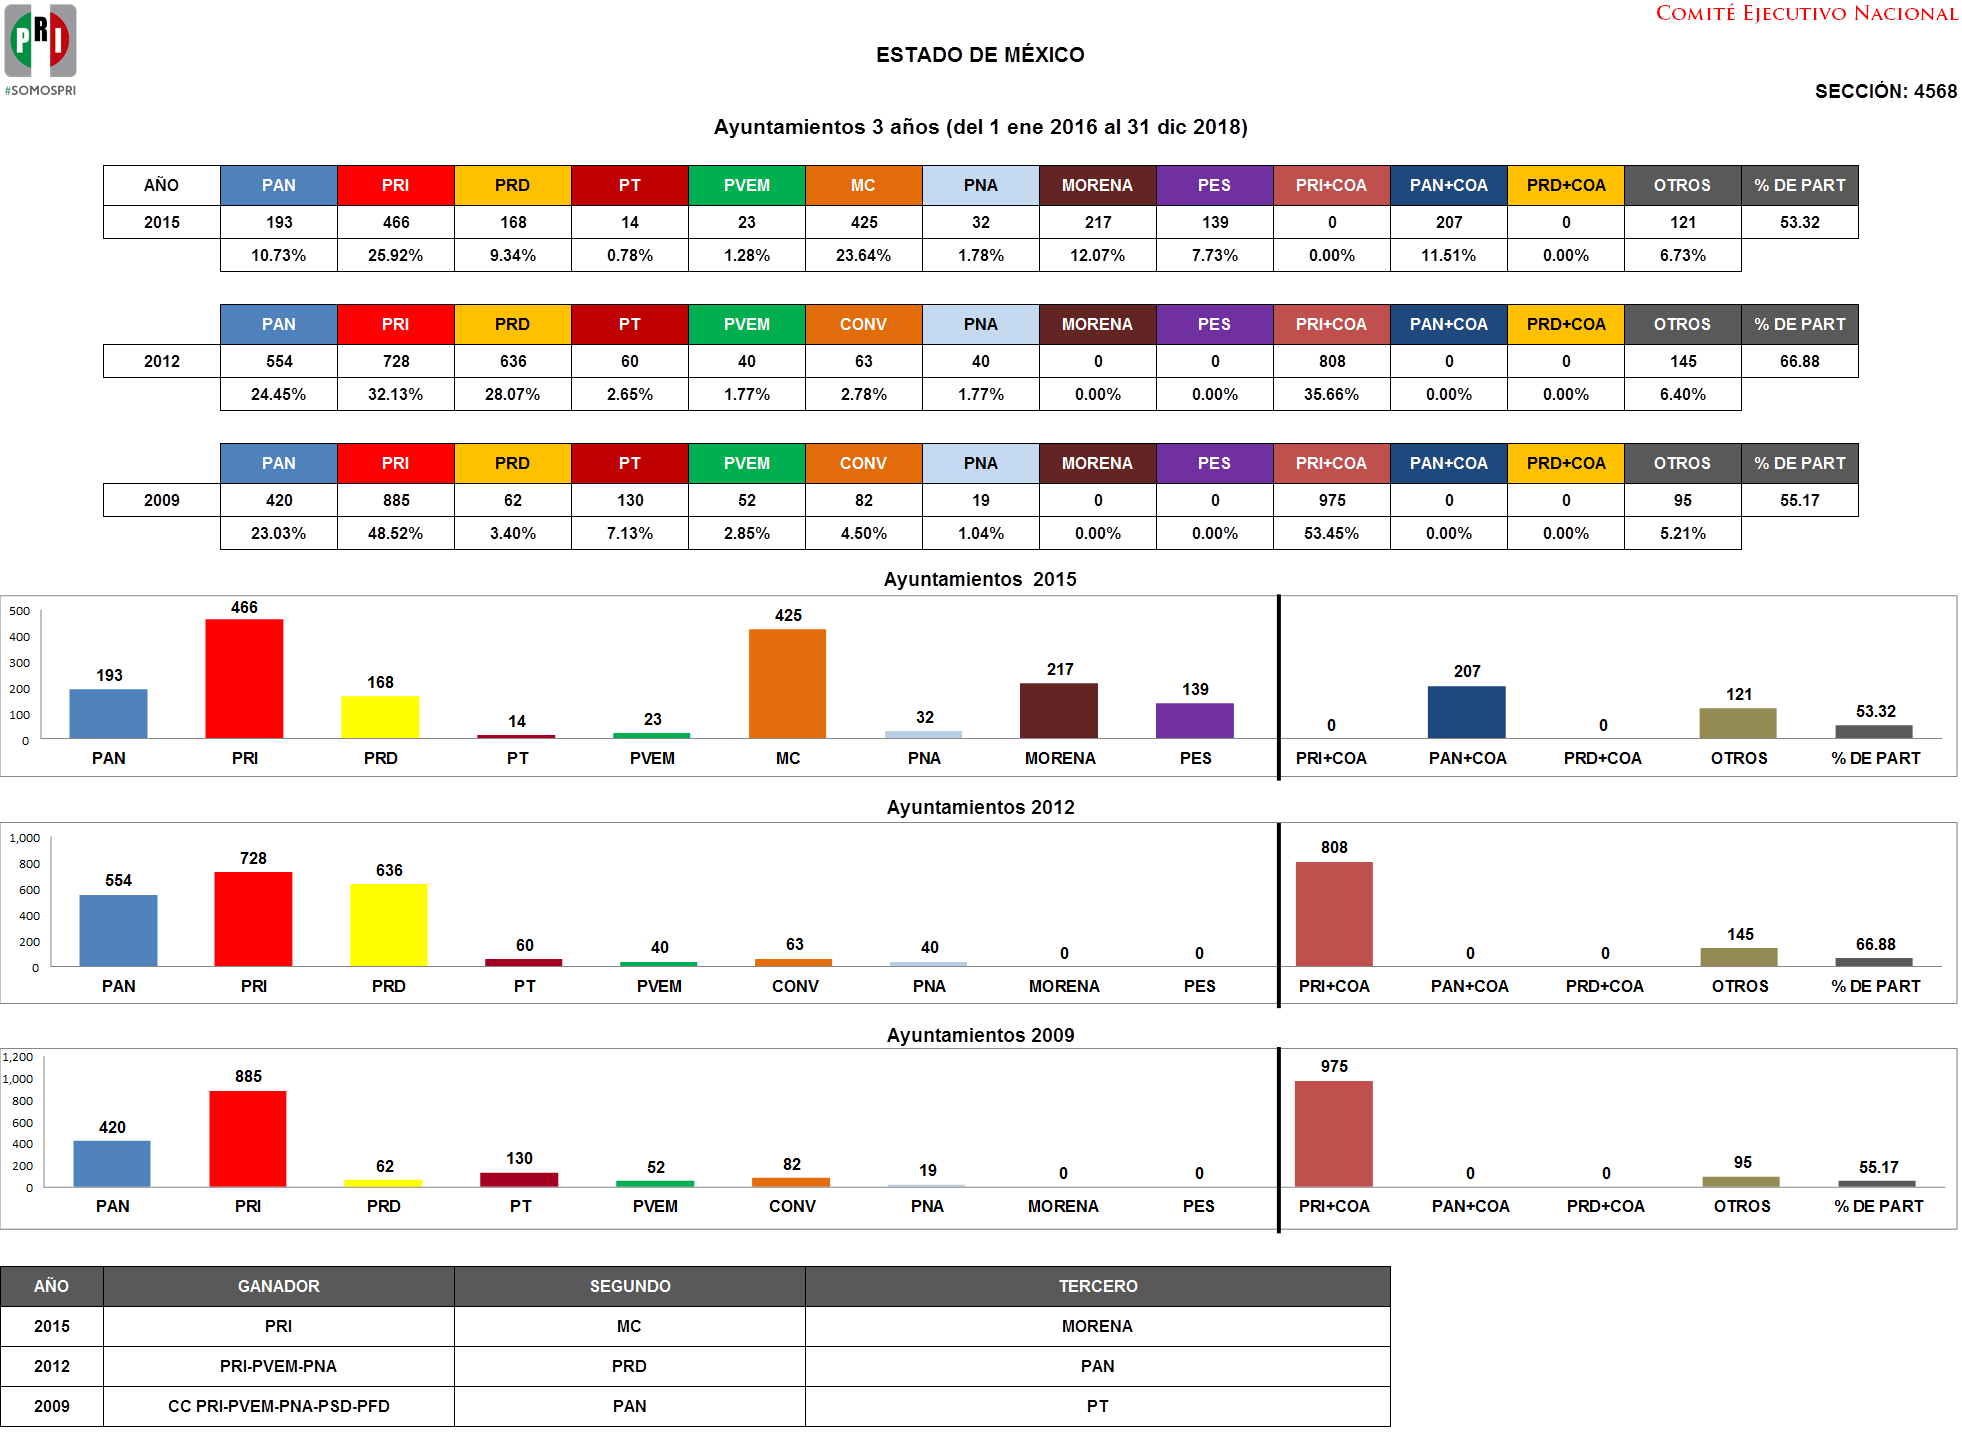 PRI
#SOMOSPRI
COMITÉ EJECUTIVO NACIONAL
ESTADO DE MÉXICO
SECCIÓN: 4568
Ayuntamientos 3 años (del 1 ene 2016 al 31 dic 2018)
AÑO PAN PRI PRD PT PVEM MC PNA MORENA PES PRI+COA PAN+COA PRD+COA OTROS % DE PART
2015 193 466 168 14 23 425 32 217 139 0 207 0 121 53.32
10.73% 25.92% 9.34% 0.78% 1.28% 23.64% 1.78% 12.07% 7.73% 0.00% 11.51% 0.00% 6.73%
PAN PRI PRD PT PVEM CONV PNA MORENA PES PRI+COA PAN+COA PRD+COA OTROS % DE PART
2012 554 728 636 60 40 63 40 0 0 808 0 0 145 66.88
24.45% 32.13% 28.07% 2.65% 1.77% 2.78% 1.77% 0.00% 0.00% 35.66% 0.00% 0.00% 6.40%
PAN PRI PRD PT PVEM CONV PNA MORENA PES PRI+COA PAN+COA PRD+COA OTROS % DE PART
2009 420 885 62 130 52 82 19 0 0 975 0 0 95 55.17
23.03% 48.52% 3.40% 7.13% 2.85% 4.50% 1.04% 0.00% 0.00% 53.45% 0.00% 0.00% 5.21%
Ayuntamientos 2015
500
400
300
200
100
0
193 466 168 14 23 425 32 217 139 0 207 0 121 53.32
PAN PRI PRD PT PVEM MC PNA MORENA PES PRI+COA PAN+COA PRD+COA OTROS % DE PART
Ayuntamientos 2012
1,000
800
600
400
200
0
554 728 636 60 40 63 40 0 0 808 0 0 145 66.88
PAN PRI PRD PT PVEM CONV PNA MORENA PES PRI+COA PAN+COA PRD+COA OTROS % DE PART
Ayuntamientos 2009
1,200
1,000
800
600
400
200
0
420 885 62 130 52 82 19 0 0 975 0 0 95 55.17
PAN PRI PRD PT PVEM CONV PNA MORENA PES PRI+COA PAN+COA PRD+COA OTROS % DE PART
AÑO GANADOR SEGUNDO TERCERO
2015 PRI MC MORENA
2012 PRI-PVEM-PNA PRD PAN
2009 CC PRI-PVEM-PNA-PSD-PFD PAN PT